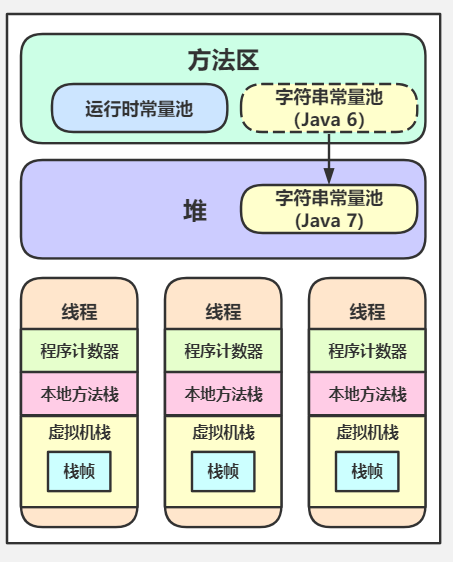 方法区
运行时常量池
字符串常量池
(Java 6)
堆
字符串常量池
(Java 7)
线程
线程
线程
程序计数器
程序计数器
程序计数器
本地方法栈
本地方法栈
本地方法栈
虚拟机栈
虚拟机栈
虚拟机栈
栈帧
栈帧
栈帧